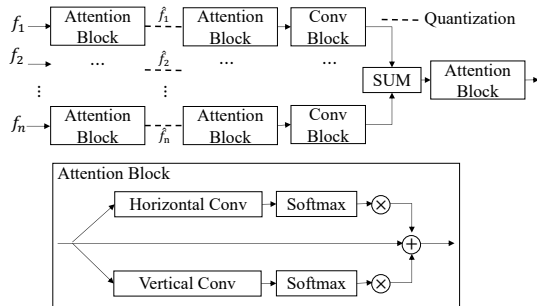 f₁ Attention Block f̂₁ Attention Block Conv Block Quantization
f₂ ... f̂₂ ... ...
SUM Attention Block
⋮ ⋮
fₙ Attention Block f̂ₙ Attention Block Conv Block
Attention Block
Horizontal Conv Softmax ×
+
Vertical Conv Softmax ×